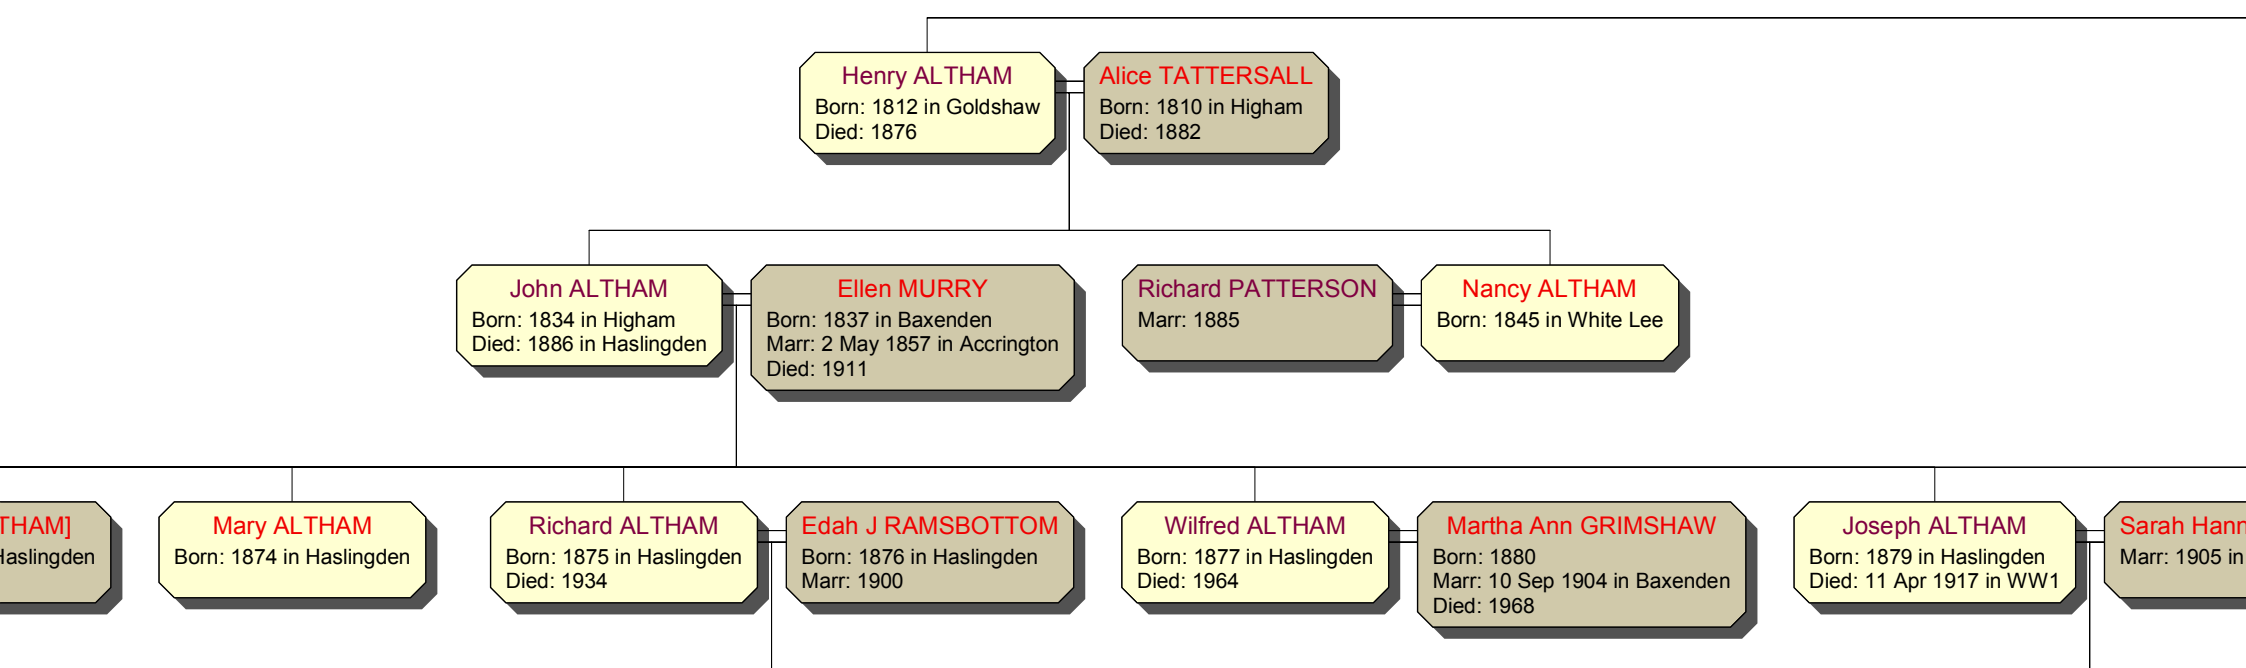 Henry ALTHAM
Born: 1812 in Goldshaw
Died: 1876
Alice TATTERSALL
Born: 1810 in Higham
Died: 1882
John ALTHAM
Born: 1834 in Higham
Died: 1886 in Haslingden
Ellen MURRY
Born: 1837 in Baxenden
Marr: 2 May 1857 in Accrington
Died: 1911
Richard PATTERSON
Marr: 1885
Nancy ALTHAM
Born: 1845 in White Lee
THAM]
Haslingden
Mary ALTHAM
Born: 1874 in Haslingden
Richard ALTHAM
Born: 1875 in Haslingden
Died: 1934
Edah J RAMSBOTTOM
Born: 1876 in Haslingden
Marr: 1900
Wilfred ALTHAM
Born: 1877 in Haslingden
Died: 1964
Martha Ann GRIMSHAW
Born: 1880
Marr: 10 Sep 1904 in Baxenden
Died: 1968
Joseph ALTHAM
Born: 1879 in Haslingden
Died: 11 Apr 1917 in WW1
Sarah Hann
Marr: 1905 in